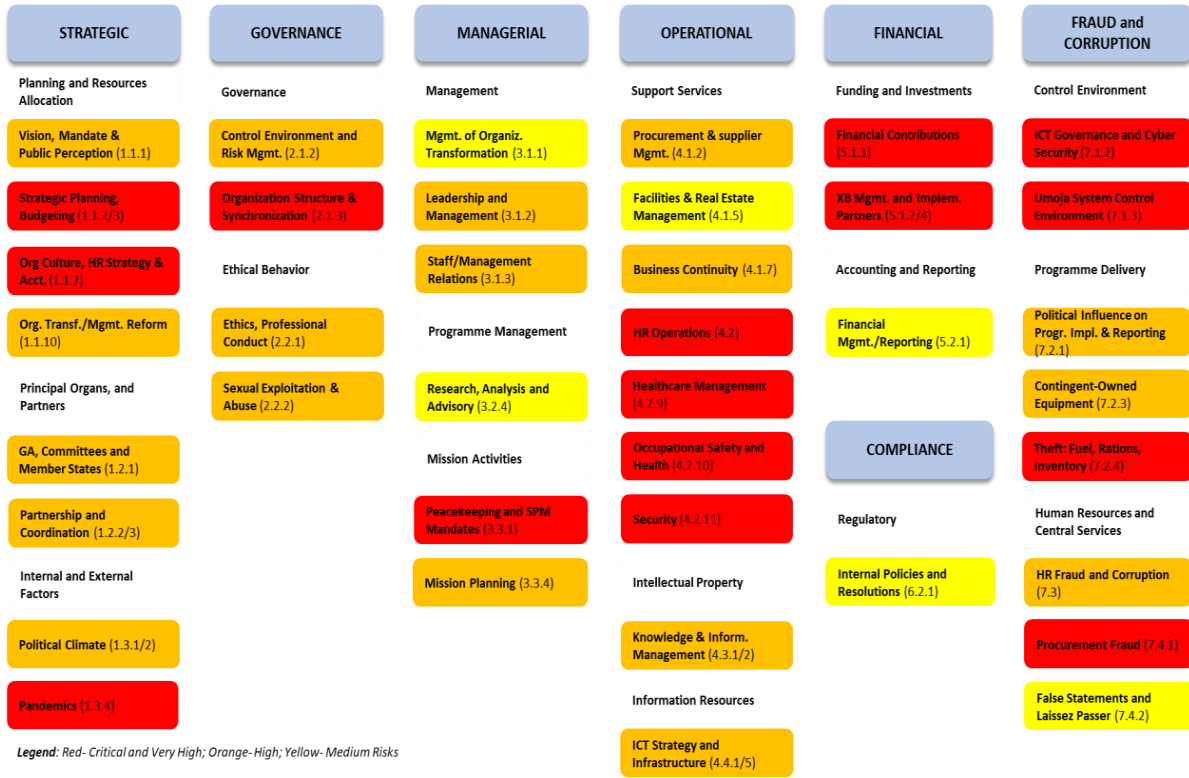 STRATEGIC
Planning and Resources
Allocation
Vision, Mandate &
Public Perception (1.1.1)
Strategic Planning,
Budgeting (1.1.2/3)
Org Culture, HR Strategy &
Acct. (1.1.7)
Org. Transf./Mgmt. Reform
(1.1.10)
Principal Organs, and
Partners
GA, Committees and
Member States (1.2.1)
Partnership and
Coordination (1.2.2/3)
Internal and External
Factors
Political Climate (1.3.1/2)
Pandemics (1.3.4)
GOVERNANCE
Governance
Control Environment and
Risk Mgmt. (2.1.2)
Organization Structure &
Synchronization (2.1.3)
Ethical Behavior
Ethics, Professional
Conduct (2.2.1)
Sexual Exploitation &
Abuse (2.2.2)
MANAGERIAL
Management
Mgmt. of Organiz.
Transformation (3.1.1)
Leadership and
Management (3.1.2)
Staff/Management
Relations (3.1.3)
Programme Management
Research, Analysis and
Advisory (3.2.4)
Mission Activities
Peacekeeping and SPM
Mandates (3.3.1)
Mission Planning (3.3.4)
OPERATIONAL
Support Services
Procurement & supplier
Mgmt. (4.1.2)
Facilities & Real Estate
Management (4.1.5)
Business Continuity (4.1.7)
HR Operations (4.2)
Healthcare Management
(4.2.9)
Occupational Safety and
Health (4.2.10)
Security (4.2.11)
Intellectual Property
Knowledge & Inform.
Management (4.3.1/2)
Information Resources
ICT Strategy and
Infrastructure (4.4.1/5)
FINANCIAL
Funding and Investments
Financial Contributions
(5.1.1)
XB Mgmt. and Implem.
Partners (5.1.2/4)
Accounting and Reporting
Financial
Mgmt./Reporting (5.2.1)
COMPLIANCE
Regulatory
Internal Policies and
Resolutions (6.2.1)
FRAUD and
CORRUPTION
Control Environment
ICT Governance and Cyber
Security (7.1.2)
Umoja System Control
Environment (7.1.3)
Programme Delivery
Political Influence on
Progr. Impl. & Reporting
(7.2.1)
Contingent-Owned
Equipment (7.2.3)
Theft: Fuel, Rations,
Inventory (7.2.4)
Human Resources and
Central Services
HR Fraud and Corruption
(7.3)
Procurement Fraud (7.4.1)
False Statements and
Laissez Passer (7.4.2)
Legend: Red- Critical and Very High; Orange- High; Yellow- Medium Risks